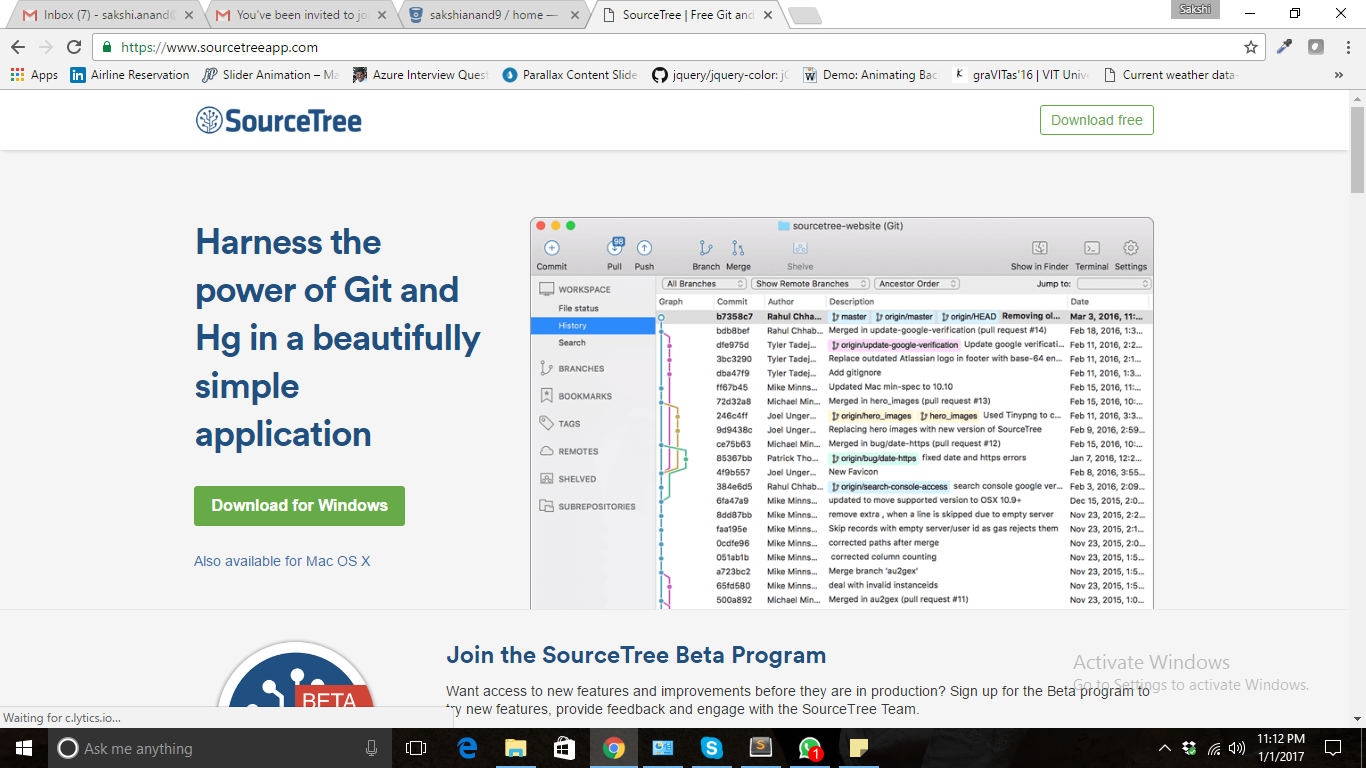 Inbox (7) - sakshi.anand@
You've been invited to jo
sakshianand9 / home —
SourceTree | Free Git and
Sakshi
https://www.sourcetreeapp.com
Apps
Airline Reservation
Slider Animation – Ma
Azure Interview Quest
Parallax Content Slide
jquery/jquery-color: jQ
Demo: Animating Bac
graVITas'16 | VIT Unive
Current weather data-
»
SourceTree
Download free
Harness the
power of Git and
Hg in a beautifully
simple
application
Download for Windows
Also available for Mac OS X
sourcetree-website (Git)
98
Commit Pull Push Branch Merge Shelve Show in Finder Terminal Settings
WORKSPACE
File status
History
Search
BRANCHES
BOOKMARKS
TAGS
REMOTES
SHELVED
SUBREPOSITORIES
All Branches Show Remote Branches Ancestor Order Jump to:
Graph Commit Author Description Date
b7358c7 Rahul Chha... master origin/master origin/HEAD Removing ol... Mar 3, 2016, 11:...
bdb8bef Rahul Chhab... Merged in update-google-verification (pull request #14) Feb 18, 2016, 1:3...
dfe975d Tyler Tadej... origin/update-google-verification Update google verificati... Feb 11, 2016, 2:2...
3bc3290 Tyler Tadej... Replace outdated Atlassian logo in footer with base-64 en... Feb 11, 2016, 2:1...
dba47f9 Tyler Tadej... Add gitignore Feb 11, 2016, 1:3...
ff67b45 Mike Minns... Updated Mac min-spec to 10.10 Feb 15, 2016, 11:...
72d32a8 Michael Min... Merged in hero_images (pull request #13) Feb 15, 2016, 10:...
246c4ff Joel Unger... origin/hero_images hero_images Used Tinypng to c... Feb 11, 2016, 3:3...
9d9438c Joel Unger... Replacing hero images with new version of SourceTree Feb 9, 2016, 2:59...
ce75b63 Michael Min... Merged in bug/date-https (pull request #12) Feb 15, 2016, 10:...
85367bb Patrick Tho... origin/bug/date-https fixed date and https errors Jan 7, 2016, 12:2...
4f9b557 Joel Unger... New Favicon Feb 8, 2016, 3:55...
384e6d5 Rahul Chhab... origin/search-console-access search console google ver... Feb 3, 2016, 2:09...
6fa47a9 Mike Minns... updated to move supported version to OSX 10.9+ Dec 15, 2015, 2:0...
8dd87bb Mike Minns... remove extra , when a line is skipped due to empty server Nov 23, 2015, 2:2...
faa195e Mike Minns... Skip records with empty server/user id as gas rejects them Nov 23, 2015, 2:1...
0cdfe96 Mike Minns... corrected paths after merge Nov 23, 2015, 2:0...
051ab1b Mike Minns... corrected column counting Nov 23, 2015, 1:5...
a723bc2 Mike Minns... Merge branch 'au2gex' Nov 23, 2015, 1:5...
65fd580 Mike Minns... deal with invalid instanceids Nov 23, 2015, 1:5...
500a892 Michael Min... Merged in au2gex (pull request #11) Nov 23, 2015, 1:0...
BETA
Join the SourceTree Beta Program
Want access to new features and improvements before they are in production? Sign up for the Beta program to
try new features, provide feedback and engage with the SourceTree Team.
Activate Windows
Go to Settings to activate Windows.
Waiting for c.lytics.io...
Ask me anything
1
11:12 PM
1/1/2017